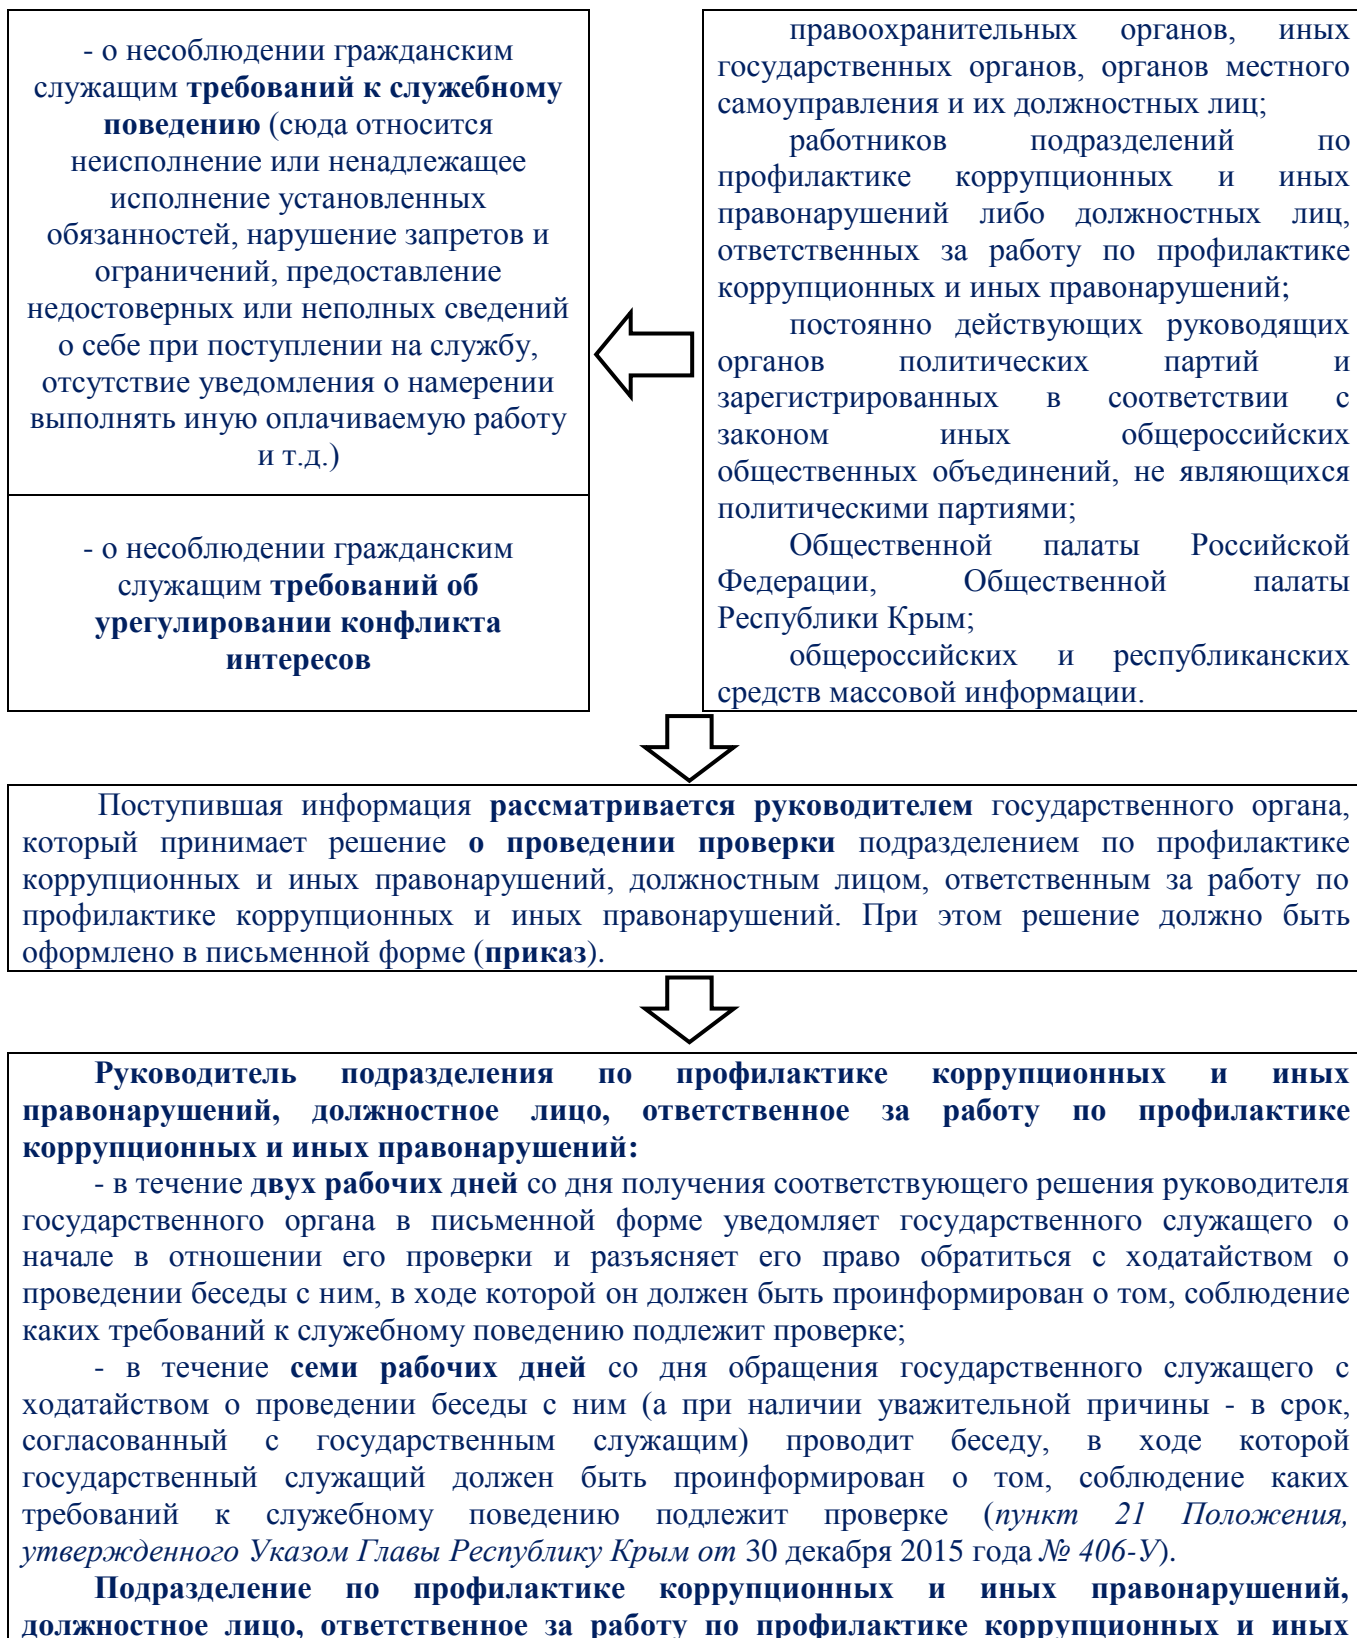 - о несоблюдении гражданским
служащим требований к служебному
поведению (сюда относится
неисполнение или ненадлежащее
исполнение установленных
обязанностей, нарушение запретов и
ограничений, предоставление
недостоверных или неполных сведений
о себе при поступлении на службу,
отсутствие уведомления о намерении
выполнять иную оплачиваемую работу
и т.д.)
- о несоблюдении гражданским
служащим требований об
урегулировании конфликта
интересов
правоохранительных органов, иных
государственных органов, органов местного
самоуправления и их должностных лиц;
работников подразделений по
профилактике коррупционных и иных
правонарушений либо должностных лиц,
ответственных за работу по профилактике
коррупционных и иных правонарушений;
постоянно действующих руководящих
органов политических партий и
зарегистрированных в соответствии с
законом иных общероссийских
общественных объединений, не являющихся
политическими партиями;
Общественной палаты Российской
Федерации, Общественной палаты
Республики Крым;
общероссийских и республиканских
средств массовой информации.
Поступившая информация рассматривается руководителем государственного органа,
который принимает решение о проведении проверки подразделением по профилактике
коррупционных и иных правонарушений, должностным лицом, ответственным за работу по
профилактике коррупционных и иных правонарушений. При этом решение должно быть
оформлено в письменной форме (приказ).
Руководитель подразделения по профилактике коррупционных и иных
правонарушений, должностное лицо, ответственное за работу по профилактике
коррупционных и иных правонарушений:
- в течение двух рабочих дней со дня получения соответствующего решения руководителя
государственного органа в письменной форме уведомляет государственного служащего о
начале в отношении его проверки и разъясняет его право обратиться с ходатайством о
проведении беседы с ним, в ходе которой он должен быть проинформирован о том, соблюдение
каких требований к служебному поведению подлежит проверке;
- в течение семи рабочих дней со дня обращения государственного служащего с
ходатайством о проведении беседы с ним (а при наличии уважительной причины - в срок,
согласованный с государственным служащим) проводит беседу, в ходе которой
государственный служащий должен быть проинформирован о том, соблюдение каких
требований к служебному поведению подлежит проверке (пункт 21 Положения,
утвержденного Указом Главы Республику Крым от 30 декабря 2015 года № 406-У).
Подразделение по профилактике коррупционных и иных правонарушений,
должностное лицо, ответственное за работу по профилактике коррупционных и иных